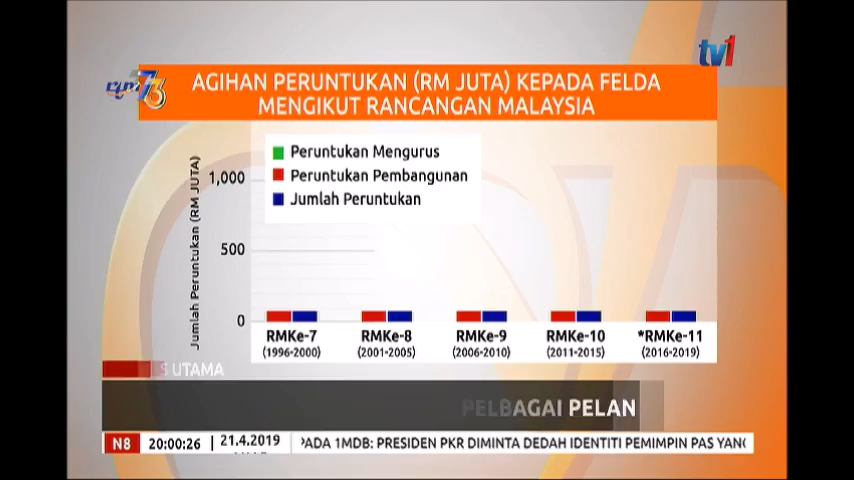 tv1
73
AGIHAN PERUNTUKAN (RM JUTA) KEPADA FELDA
MENGIKUT RANCANGAN MALAYSIA
Peruntukan Mengurus
Peruntukan Pembangunan
Jumlah Peruntukan
Jumlah Peruntukan (RM JUTA)
1,000
500
0
RMKe-7 RMKe-8 RMKe-9 RMKe-10 *RMKe-11
(1996-2000) (2001-2005) (2006-2010) (2011-2015) (2016-2019)
UTAMA
PELBAGAI PELAN
N8 20:00:26 | 21.4.2019 PADA 1MDB: PRESIDEN PKR DIMINTA DEDAH IDENTITI PEMIMPIN PAS YANG